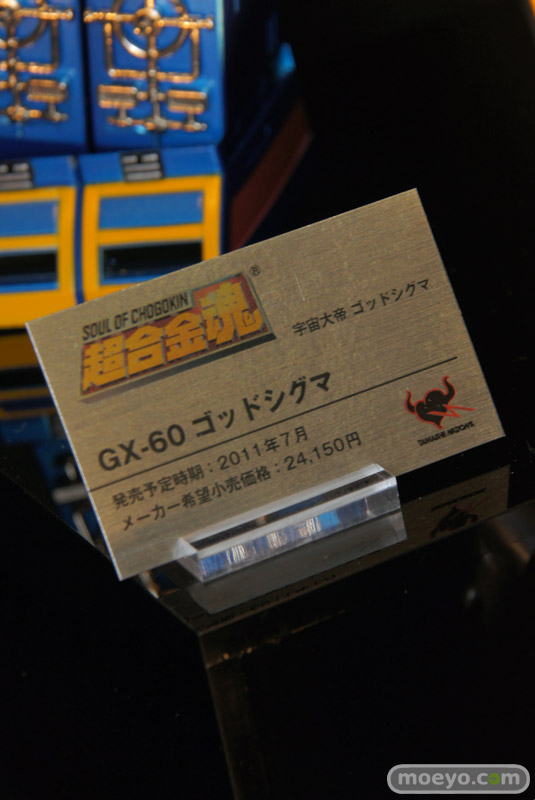 SOUL OF CHOGOKIN
超合金魂®
宇宙大帝 ゴッドシグマ
GX-60 ゴッドシグマ
発売予定時期：2011年7月
メーカー希望小売価格：24,150円
TAMASHII NATIONS
moeyo.com